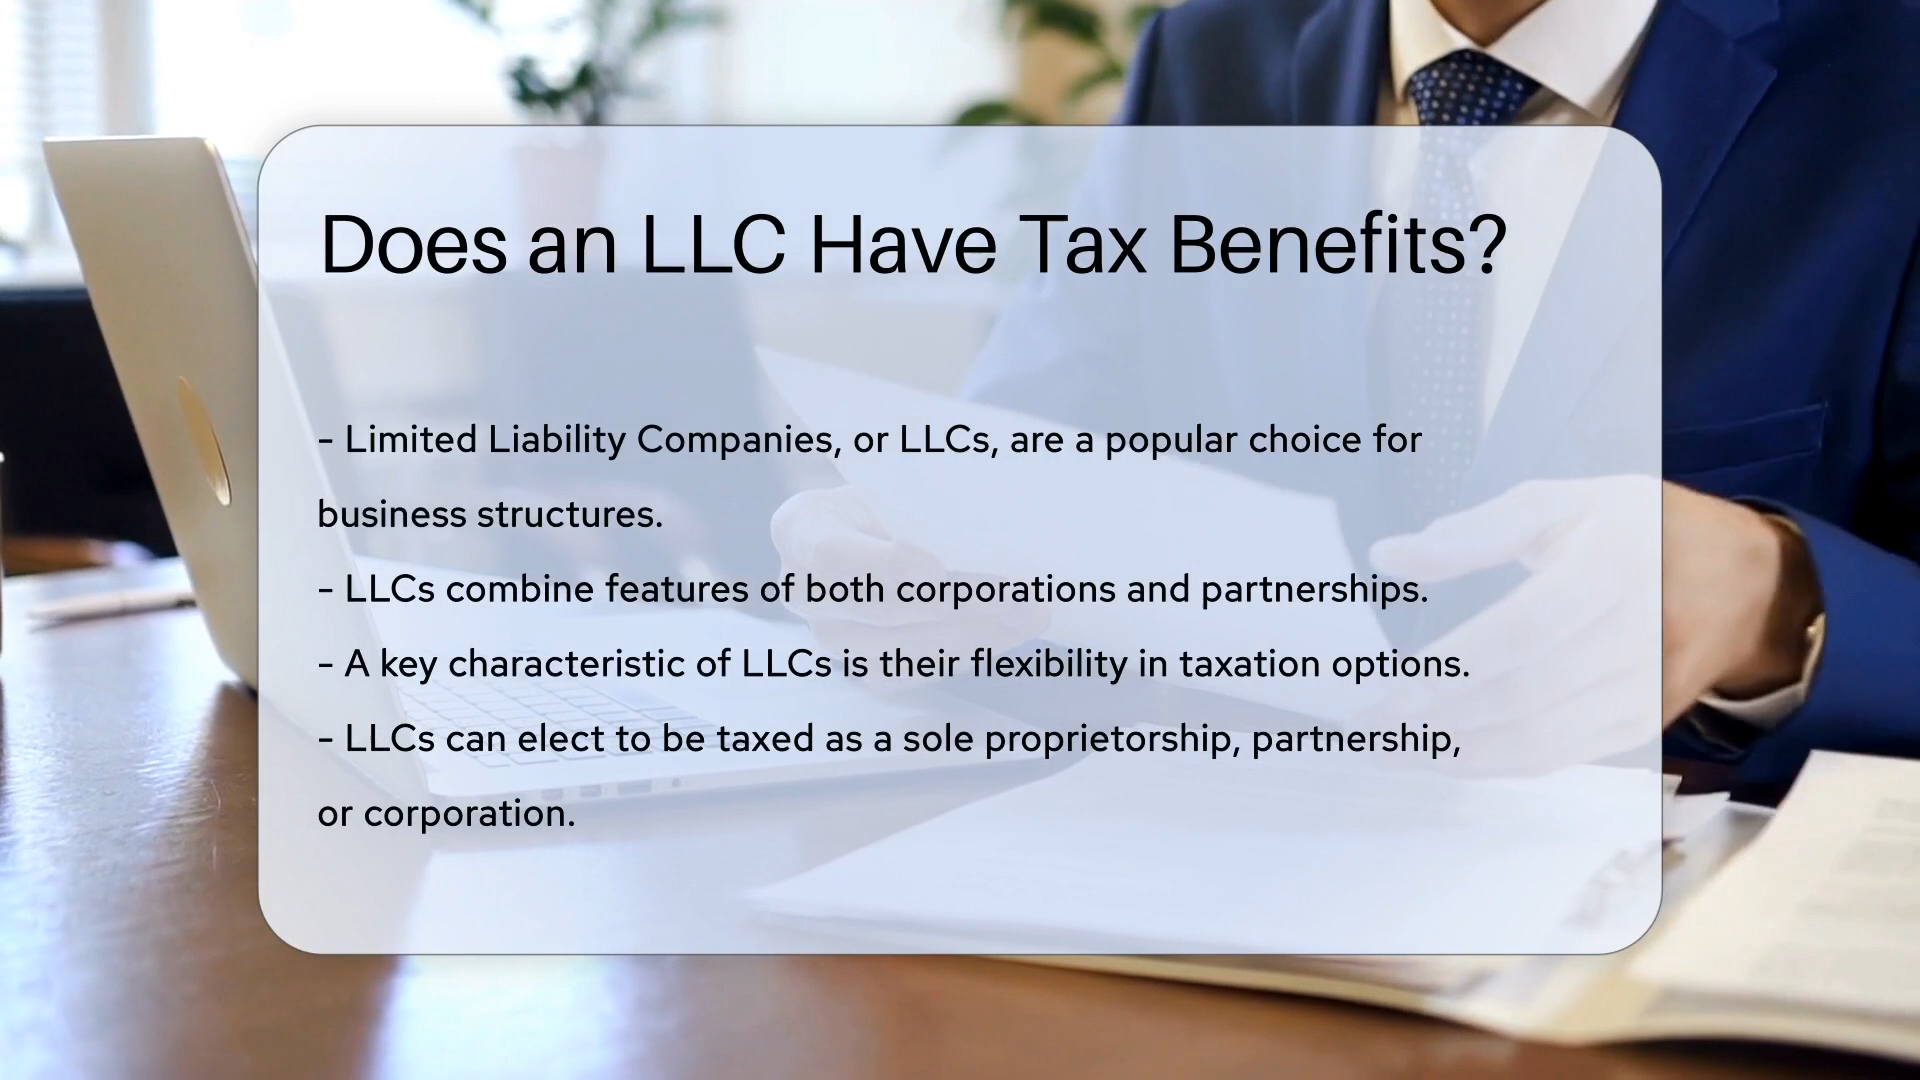 Does an LLC Have Tax Benefits?
- Limited Liability Companies, or LLCs, are a popular choice for
business structures.
- LLCs combine features of both corporations and partnerships.
- A key characteristic of LLCs is their flexibility in taxation options.
- LLCs can elect to be taxed as a sole proprietorship, partnership,
or corporation.